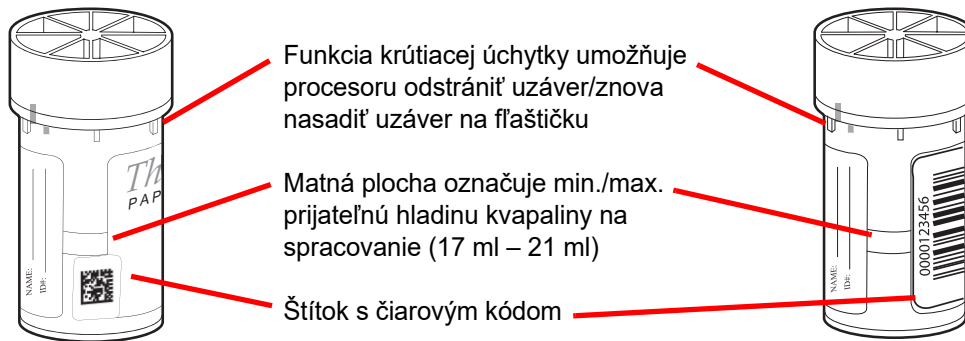 Funkcia krútiacej úchytky umožňuje
procesoru odstrániť uzáver/znova
nasadiť uzáver na fľaštičku
Matná plocha označuje min./max.
prijateľnú hladinu kvapaliny na
spracovanie (17 ml – 21 ml)
Štítok s čiarovým kódom
Th
PAP
NAME:
ID#:
NAME:
ID#:
0000123456